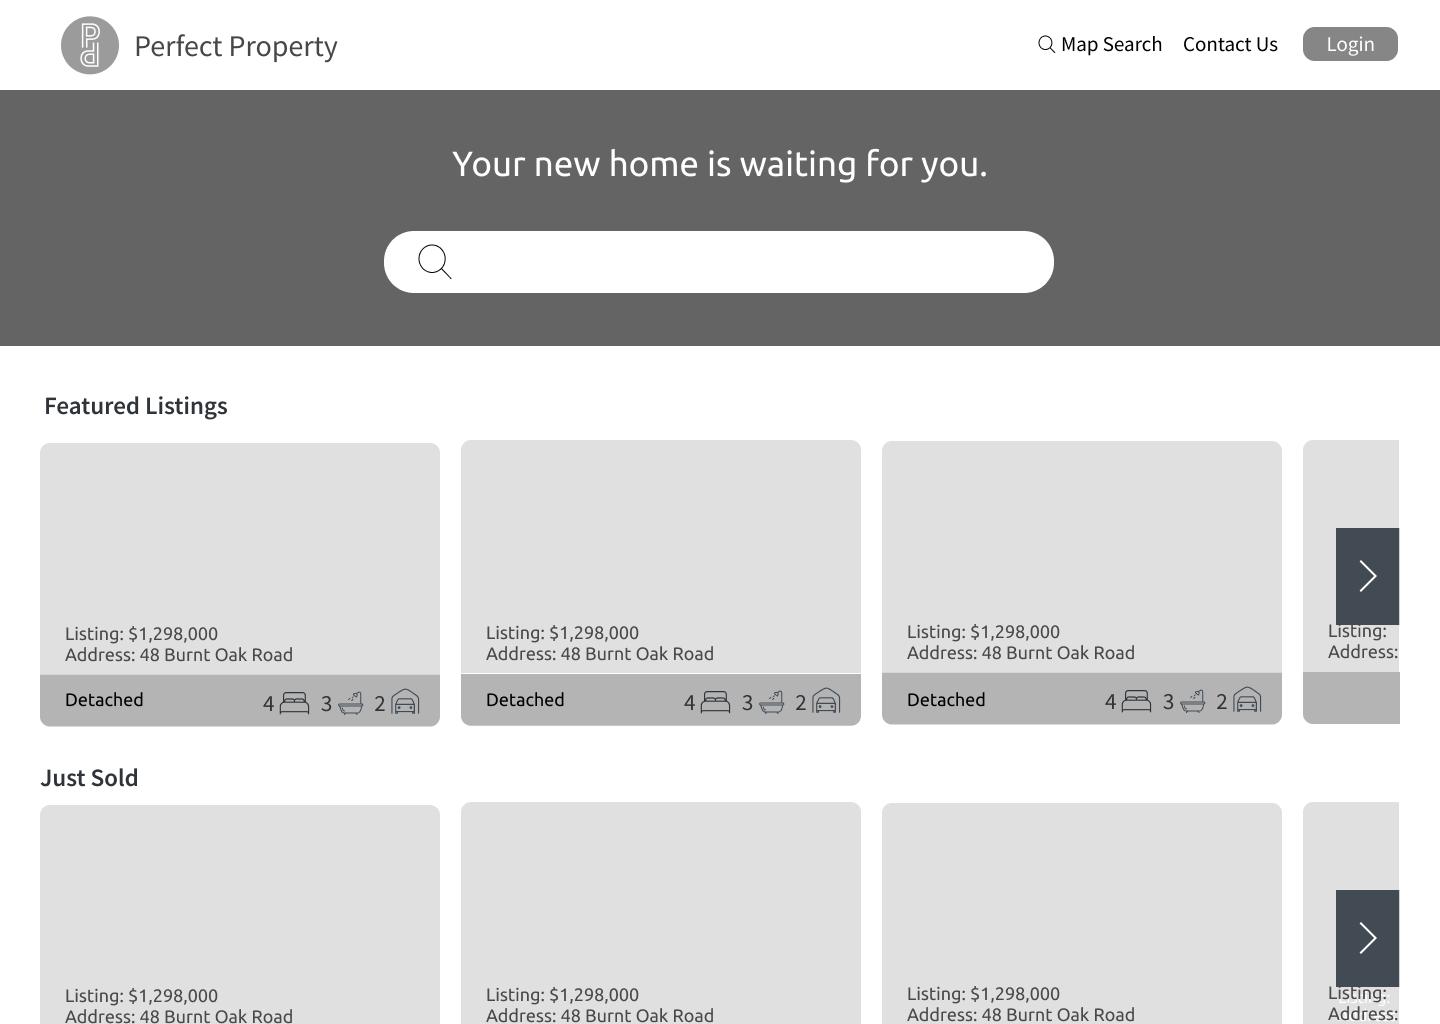 Perfect Property
Map Search
Contact Us
Login
Your new home is waiting for you.
Featured Listings
Listing: $1,298,000
Address: 48 Burnt Oak Road
Detached
4 3 2
Listing: $1,298,000
Address: 48 Burnt Oak Road
Detached
4 3 2
Listing: $1,298,000
Address: 48 Burnt Oak Road
Detached
4 3 2
Listing:
Address:
Just Sold
Listing: $1,298,000
Address: 48 Burnt Oak Road
Listing: $1,298,000
Address: 48 Burnt Oak Road
Listing: $1,298,000
Address: 48 Burnt Oak Road
Listing:
Address: